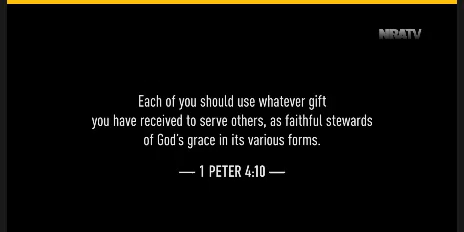 NRATV
Each of you should use whatever gift
you have received to serve others, as faithful stewards
of God's grace in its various forms.
— 1 PETER 4:10 —